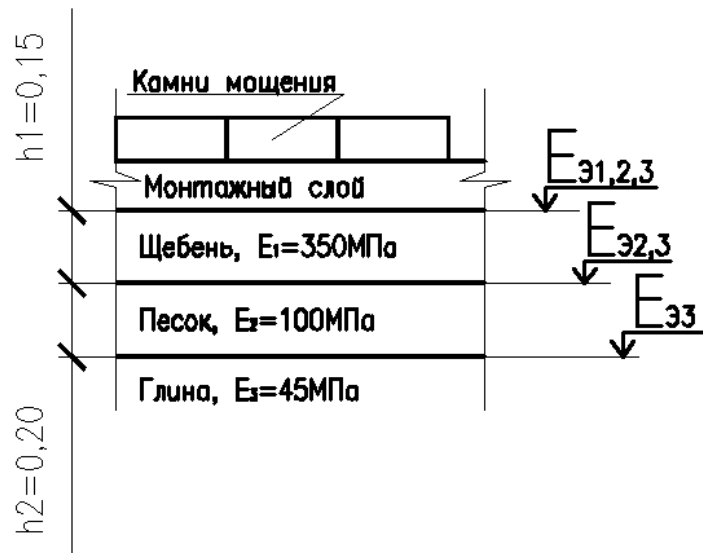 h1=0,15
Камни мощения
Монтажный слой
Eэ1,2,3
Щебень, E₁=350МПа
Eэ2,3
Песок, E₂=100МПа
Eэ3
Глина, E₃=45МПа
h2=0,20